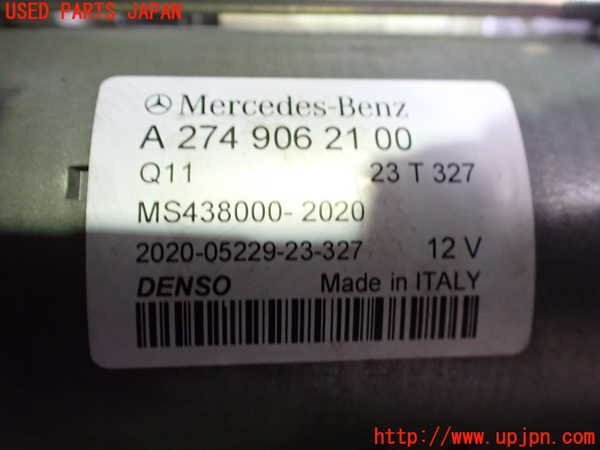 USED PARTS JAPAN
Mercedes-Benz
A 274 906 21 00
Q11 23 T 327
MS438000-2020
2020-05229-23-327 12 V
DENSO Made in ITALY
http://www.upjpn.com/